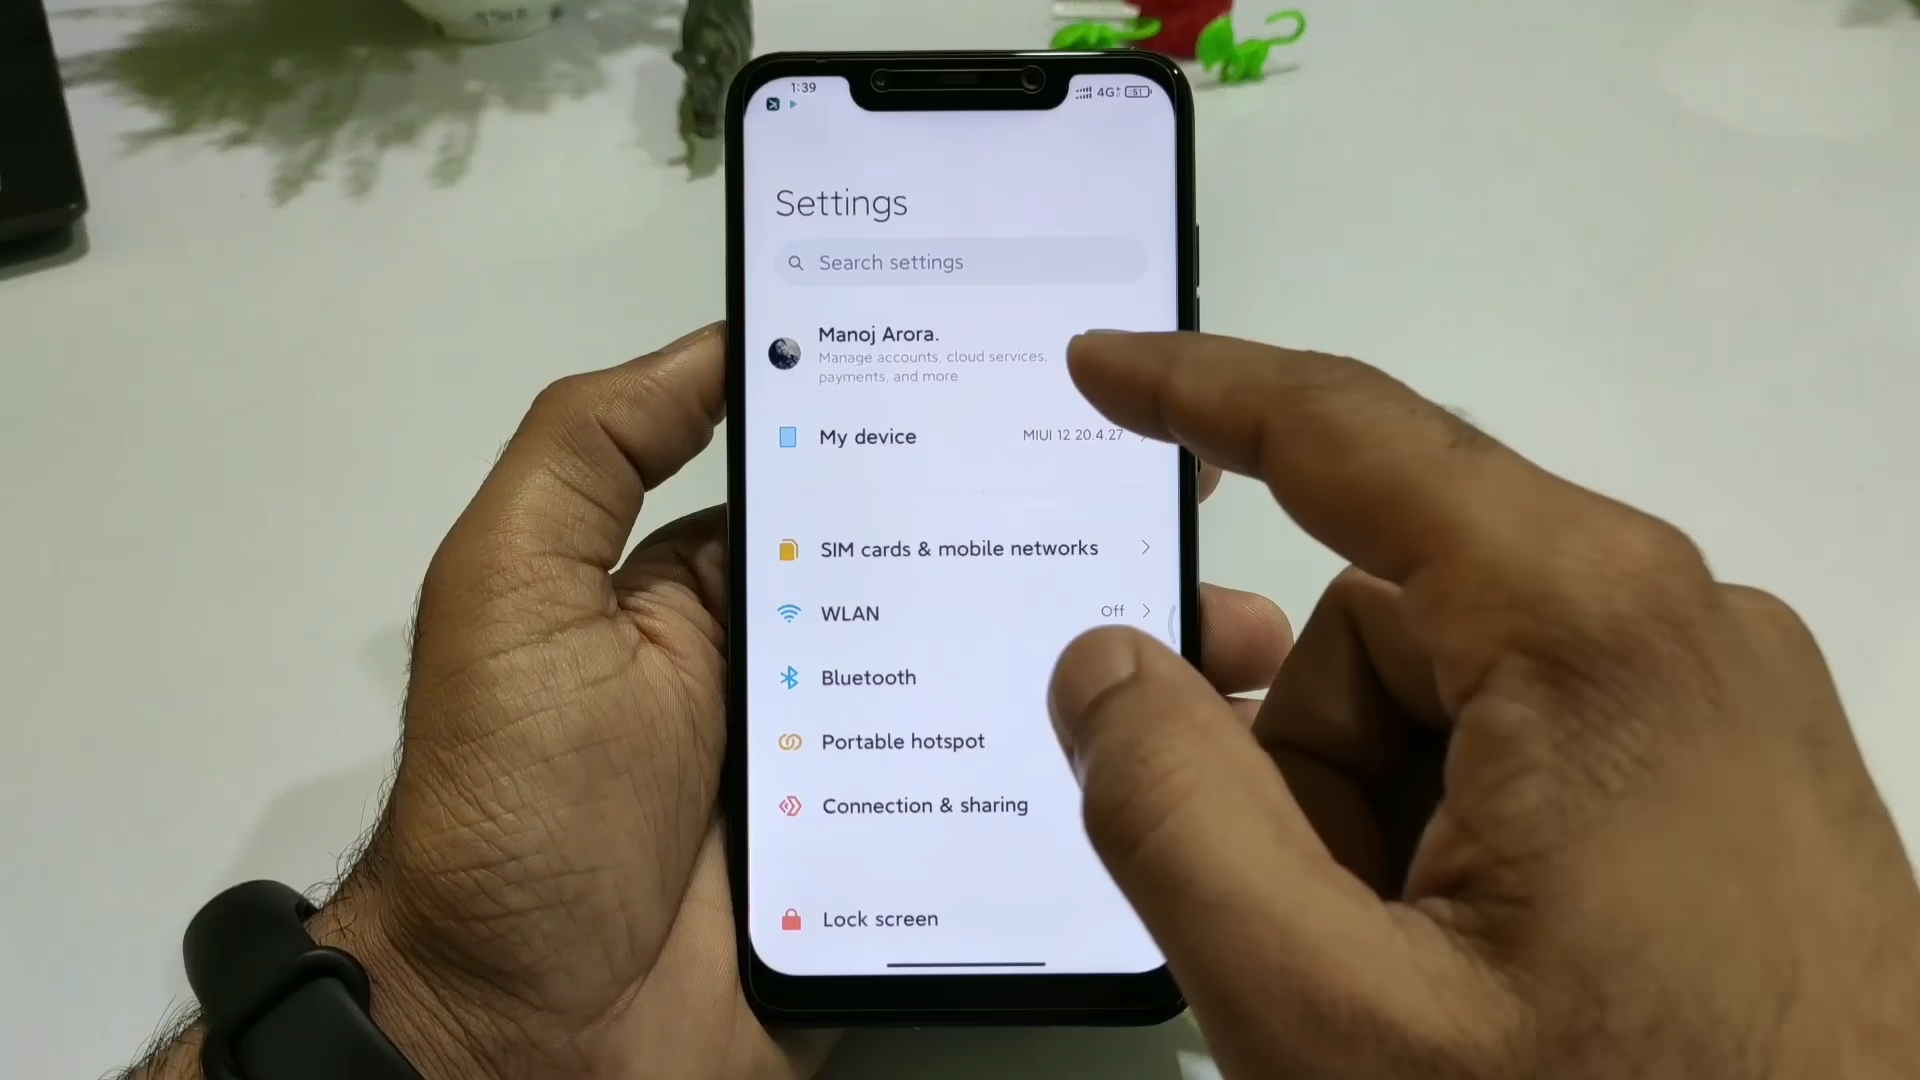 1:39
4G+ 51
Settings
Search settings
Manoj Arora.
Manage accounts, cloud services,
payments, and more
My device MIUI 12 20.4.27
SIM cards & mobile networks
WLAN Off
Bluetooth
Portable hotspot
Connection & sharing
Lock screen